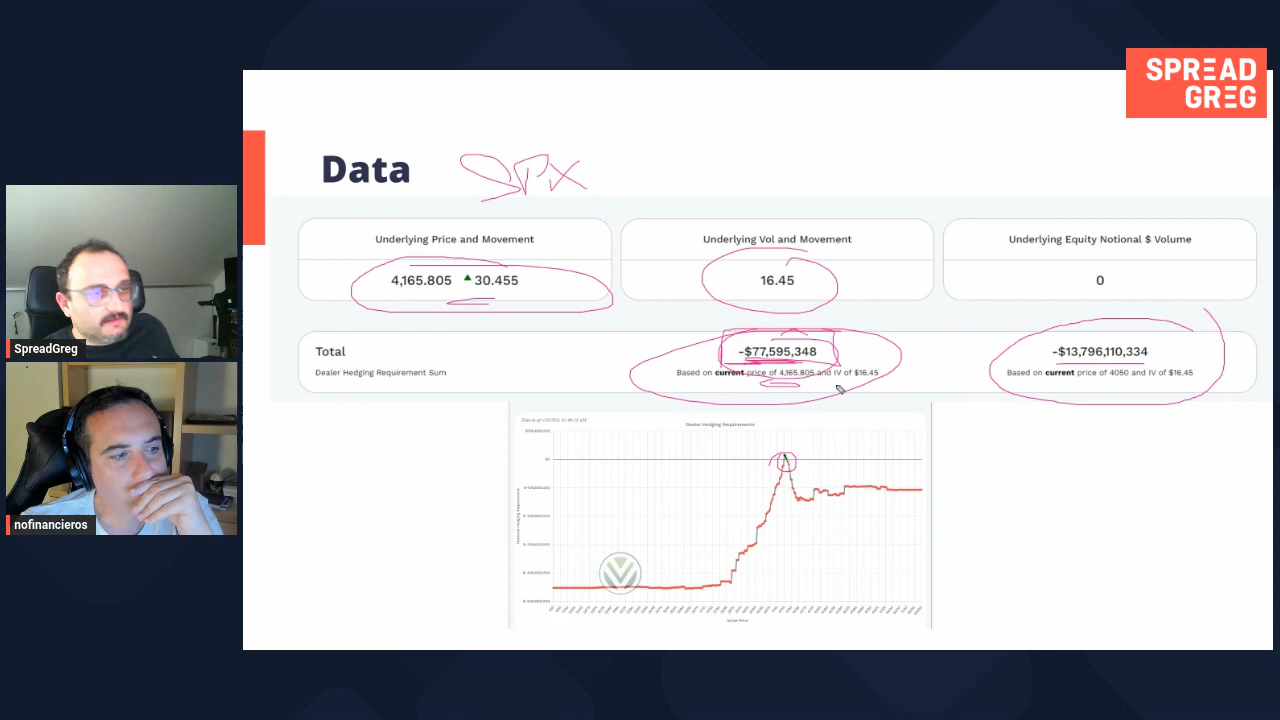 SPREAD
GREG
Data
SPX
Underlying Price and Movement
4,165.805 ▲ 30.455
Underlying Vol and Movement
16.45
Underlying Equity Notional $ Volume
0
Total
Dealer Hedging Requirement Sum
-$77,595,348
Based on current price of 4,165.805 and IV of $16.45
-$13,796,110,334
Based on current price of 4050 and IV of $16.45
Dealer Hedging Requirements
Strike Price
SpreadGreg
nofinancieros